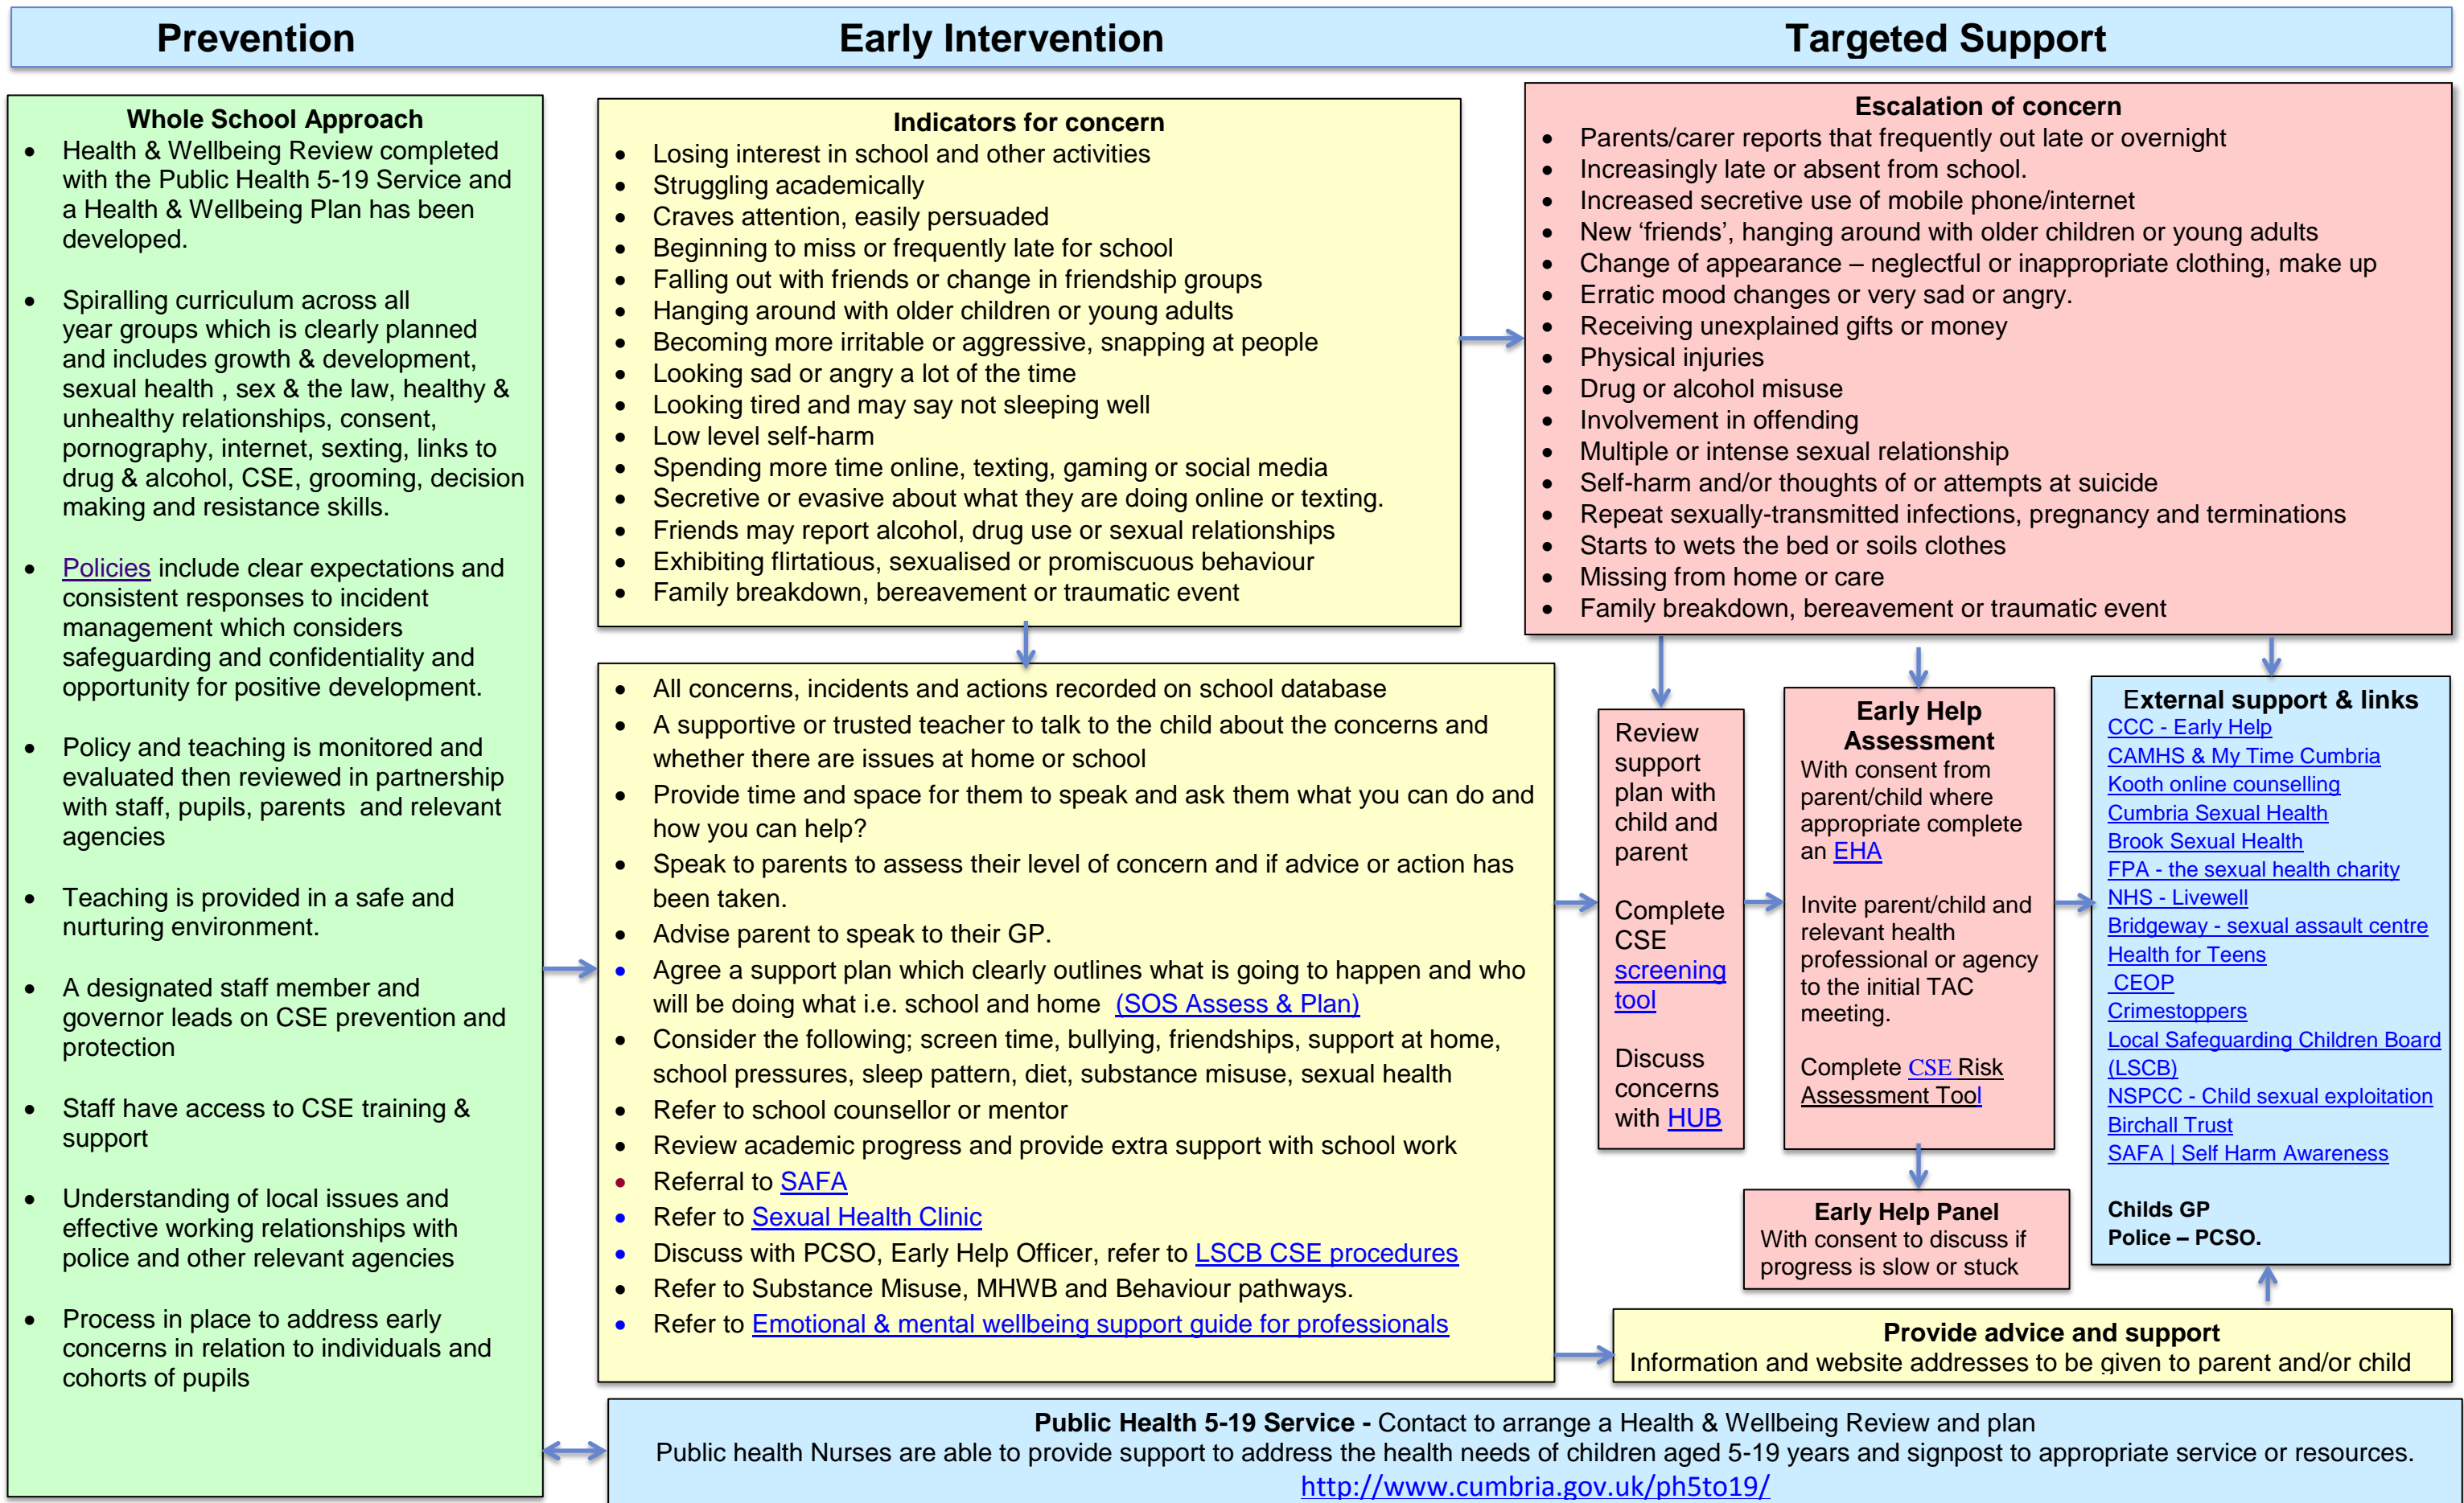 Prevention
Early Intervention
Targeted Support
Whole School Approach
• Health & Wellbeing Review completed
with the Public Health 5-19 Service and
a Health & Wellbeing Plan has been
developed.
• Spiralling curriculum across all
year groups which is clearly planned
and includes growth & development,
sexual health , sex & the law, healthy &
unhealthy relationships, consent,
pornography, internet, sexting, links to
drug & alcohol, CSE, grooming, decision
making and resistance skills.
• Policies include clear expectations and
consistent responses to incident
management which considers
safeguarding and confidentiality and
opportunity for positive development.
• Policy and teaching is monitored and
evaluated then reviewed in partnership
with staff, pupils, parents and relevant
agencies
• Teaching is provided in a safe and
nurturing environment.
• A designated staff member and
governor leads on CSE prevention and
protection
• Staff have access to CSE training &
support
• Understanding of local issues and
effective working relationships with
police and other relevant agencies
• Process in place to address early
concerns in relation to individuals and
cohorts of pupils
Indicators for concern
• Losing interest in school and other activities
• Struggling academically
• Craves attention, easily persuaded
• Beginning to miss or frequently late for school
• Falling out with friends or change in friendship groups
• Hanging around with older children or young adults
• Becoming more irritable or aggressive, snapping at people
• Looking sad or angry a lot of the time
• Looking tired and may say not sleeping well
• Low level self-harm
• Spending more time online, texting, gaming or social media
• Secretive or evasive about what they are doing online or texting.
• Friends may report alcohol, drug use or sexual relationships
• Exhibiting flirtatious, sexualised or promiscuous behaviour
• Family breakdown, bereavement or traumatic event
• All concerns, incidents and actions recorded on school database
• A supportive or trusted teacher to talk to the child about the concerns and
whether there are issues at home or school
• Provide time and space for them to speak and ask them what you can do and
how you can help?
• Speak to parents to assess their level of concern and if advice or action has
been taken.
• Advise parent to speak to their GP.
• Agree a support plan which clearly outlines what is going to happen and who
will be doing what i.e. school and home (SOS Assess & Plan)
• Consider the following; screen time, bullying, friendships, support at home,
school pressures, sleep pattern, diet, substance misuse, sexual health
• Refer to school counsellor or mentor
• Review academic progress and provide extra support with school work
• Referral to SAFA
• Refer to Sexual Health Clinic
• Discuss with PCSO, Early Help Officer, refer to LSCB CSE procedures
• Refer to Substance Misuse, MHWB and Behaviour pathways.
• Refer to Emotional & mental wellbeing support guide for professionals
Escalation of concern
• Parents/carer reports that frequently out late or overnight
• Increasingly late or absent from school.
• Increased secretive use of mobile phone/internet
• New ‘friends’, hanging around with older children or young adults
• Change of appearance – neglectful or inappropriate clothing, make up
• Erratic mood changes or very sad or angry.
• Receiving unexplained gifts or money
• Physical injuries
• Drug or alcohol misuse
• Involvement in offending
• Multiple or intense sexual relationship
• Self-harm and/or thoughts of or attempts at suicide
• Repeat sexually-transmitted infections, pregnancy and terminations
• Starts to wets the bed or soils clothes
• Missing from home or care
• Family breakdown, bereavement or traumatic event
Review
support
plan with
child and
parent
Complete
CSE
screening
tool
Discuss
concerns
with HUB
Early Help
Assessment
With consent from
parent/child where
appropriate complete
an EHA
Invite parent/child and
relevant health
professional or agency
to the initial TAC
meeting.
Complete CSE Risk
Assessment Tool
Early Help Panel
With consent to discuss if
progress is slow or stuck
External support & links
CCC - Early Help
CAMHS & My Time Cumbria
Kooth online counselling
Cumbria Sexual Health
Brook Sexual Health
FPA - the sexual health charity
NHS - Livewell
Bridgeway - sexual assault centre
Health for Teens
CEOP
Crimestoppers
Local Safeguarding Children Board
(LSCB)
NSPCC - Child sexual exploitation
Birchall Trust
SAFA | Self Harm Awareness
Childs GP
Police – PCSO.
Provide advice and support
Information and website addresses to be given to parent and/or child
Public Health 5-19 Service - Contact to arrange a Health & Wellbeing Review and plan
Public health Nurses are able to provide support to address the health needs of children aged 5-19 years and signpost to appropriate service or resources.
http://www.cumbria.gov.uk/ph5to19/